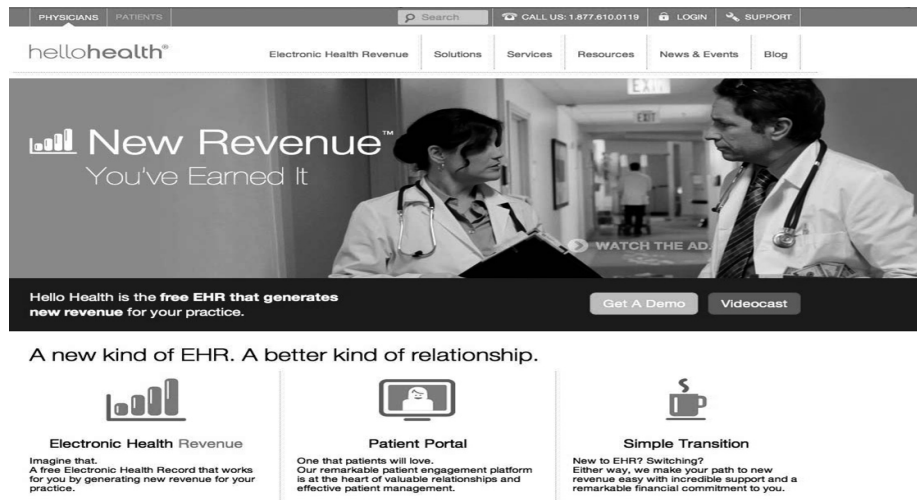 PHYSICIANS PATIENTS Search CALL US: 1.877.610.0119 LOGIN SUPPORT
hellohealth® Electronic Health Revenue Solutions Services Resources News & Events Blog
EXIT
EXIT
New Revenue™
You've Earned It
WATCH THE AD.
Hello Health is the free EHR that generates
new revenue for your practice.
Get A Demo Videocast
A new kind of EHR. A better kind of relationship.
Electronic Health Revenue
Imagine that.
A free Electronic Health Record that works
for you by generating new revenue for your
practice.
Patient Portal
One that patients will love.
Our remarkable patient engagement platform
is at the heart of valuable relationships and
effective patient management.
Simple Transition
New to EHR? Switching?
Either way, we make your path to new
revenue easy with incredible support and a
remarkable financial commitment to you.